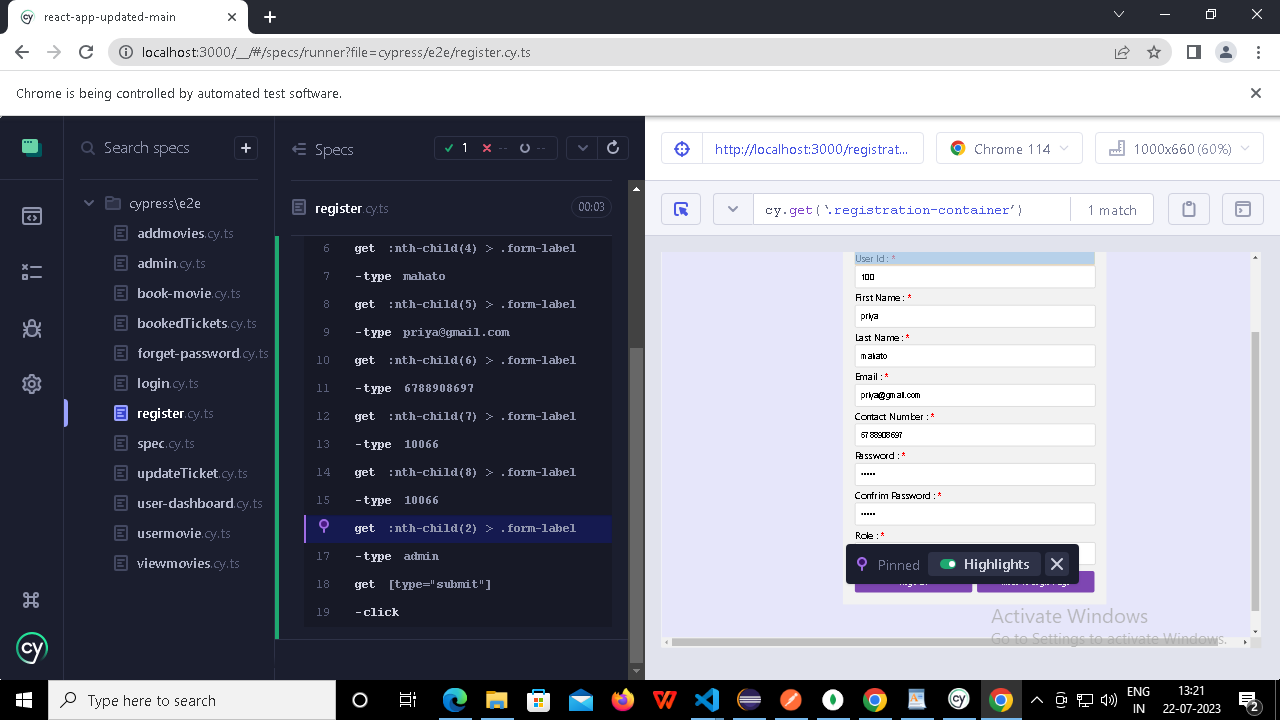 react-app-updated-main
localhost:3000/__/#/specs/runner?file=cypress/e2e/register.cy.ts
Chrome is being controlled by automated test software.
Search specs
cypress\e2e
addmovies.cy.ts
admin.cy.ts
book-movie.cy.ts
bookedTickets.cy.ts
forget-password.cy.ts
login.cy.ts
register.cy.ts
spec.cy.ts
updateTicket.cy.ts
user-dashboard.cy.ts
usermovie.cy.ts
viewmovies.cy.ts
cy
Specs
1 -- --
register.cy.ts 00:03
6 get :nth-child(4) > .form-label
7 -type mahato
8 get :nth-child(5) > .form-label
9 -type priya@gmail.com
10 get :nth-child(6) > .form-label
11 -type 6788908697
12 get :nth-child(7) > .form-label
13 -type 10066
14 get :nth-child(8) > .form-label
15 -type 10066
get :nth-child(2) > .form-label
17 -type admin
18 get [type="submit"]
19 -click
http://localhost:3000/registrat...
Chrome 114
1000x660 (60%)
cy.get('.registration-container') 1 match
User Id : *
100
First Name : *
priya
Last Name : *
mahato
Email : *
priya@gmail.com
Contact Number : *
6788908697
Password : *
•••••
Confrim Password : *
•••••
Role : *
Pinned Highlights
Activate Windows
Go to Settings to activate Windows.
Type here to search
ENG
IN
13:21
22-07-2023
2